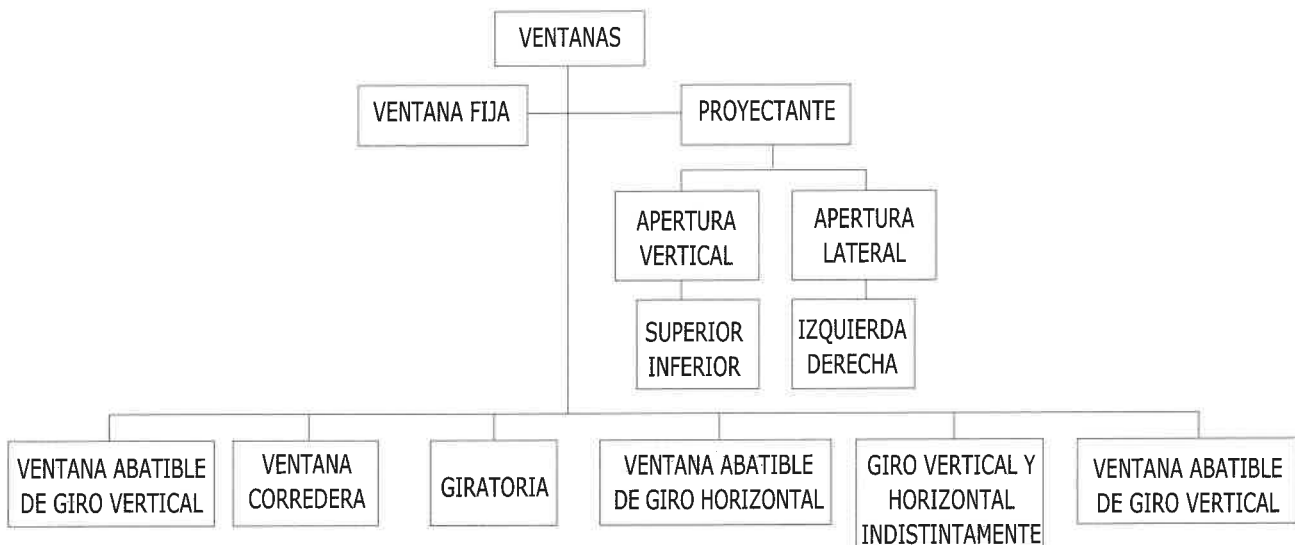 VENTANAS
VENTANA FIJA
PROYECTANTE
APERTURA
VERTICAL
APERTURA
LATERAL
SUPERIOR
INFERIOR
IZQUIERDA
DERECHA
VENTANA ABATIBLE
DE GIRO VERTICAL
VENTANA
CORREDERA
GIRATORIA
VENTANA ABATIBLE
DE GIRO HORIZONTAL
GIRO VERTICAL Y
HORIZONTAL
INDISTINTAMENTE
VENTANA ABATIBLE
DE GIRO VERTICAL